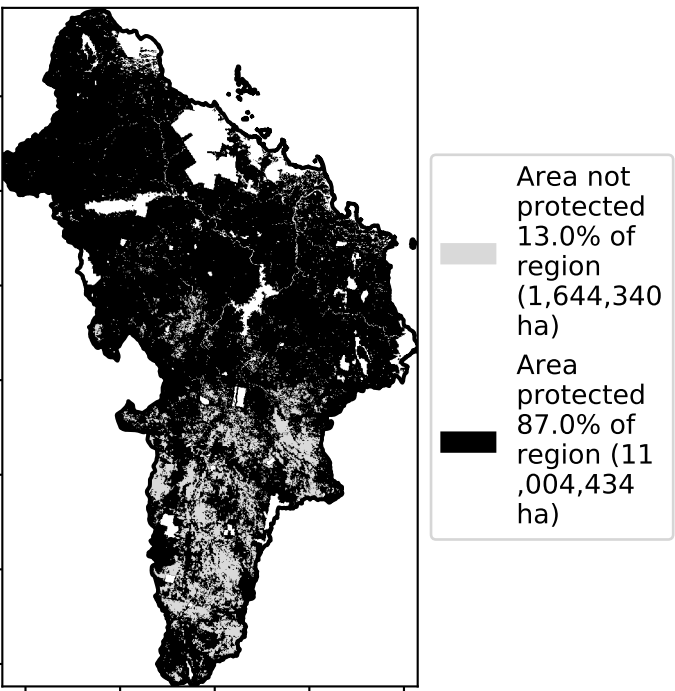 Area not
protected
13.0% of
region
(1,644,340
ha)
Area
protected
87.0% of
region (11
,004,434
ha)